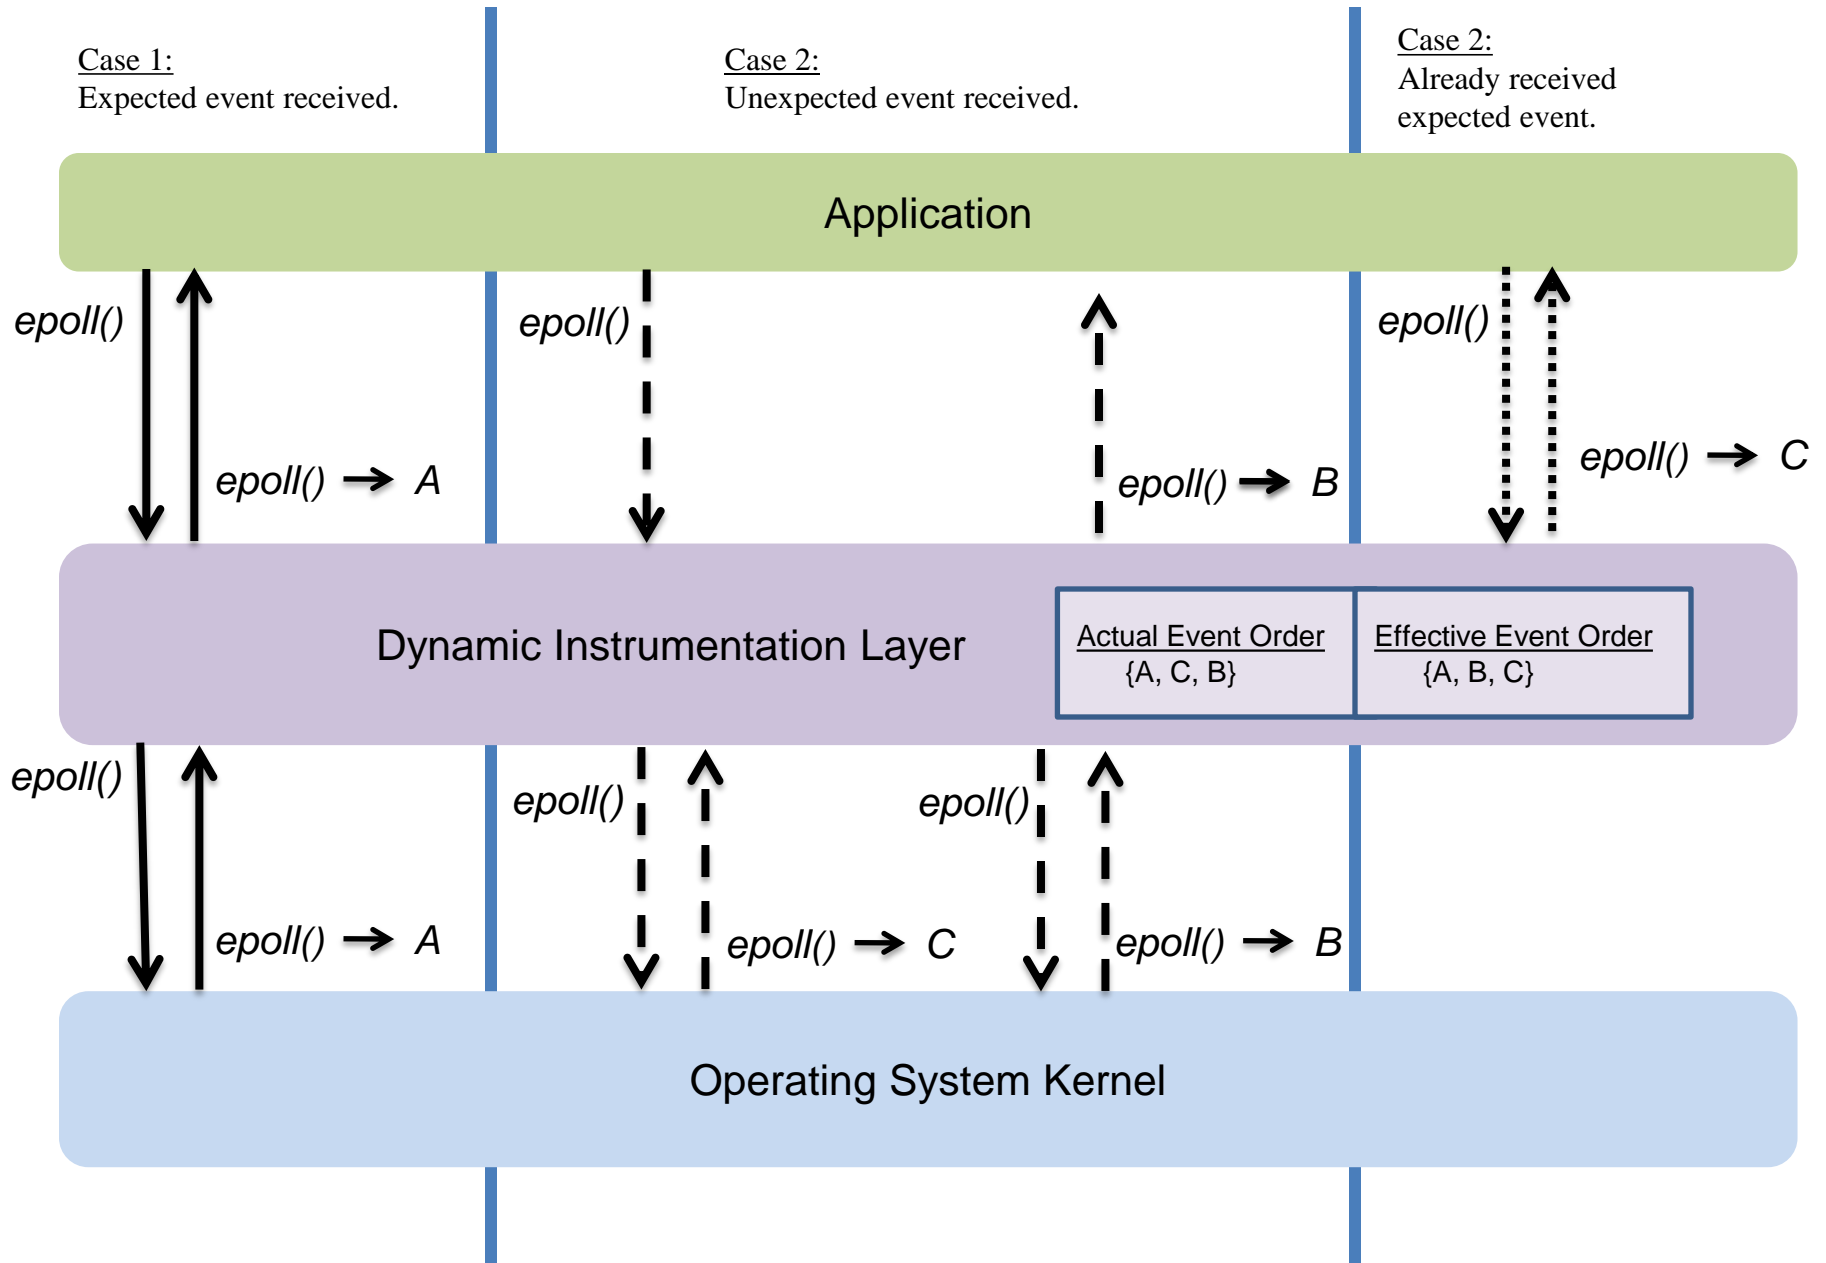 Case 1:
Expected event received.
Case 2:
Unexpected event received.
Case 2:
Already received
expected event.
Application
epoll()
epoll()
epoll()
epoll() → A
epoll() → B
epoll() → C
Dynamic Instrumentation Layer
Actual Event Order
{A, C, B}
Effective Event Order
{A, B, C}
epoll()
epoll()
epoll()
epoll() → A
epoll() → C
epoll() → B
Operating System Kernel